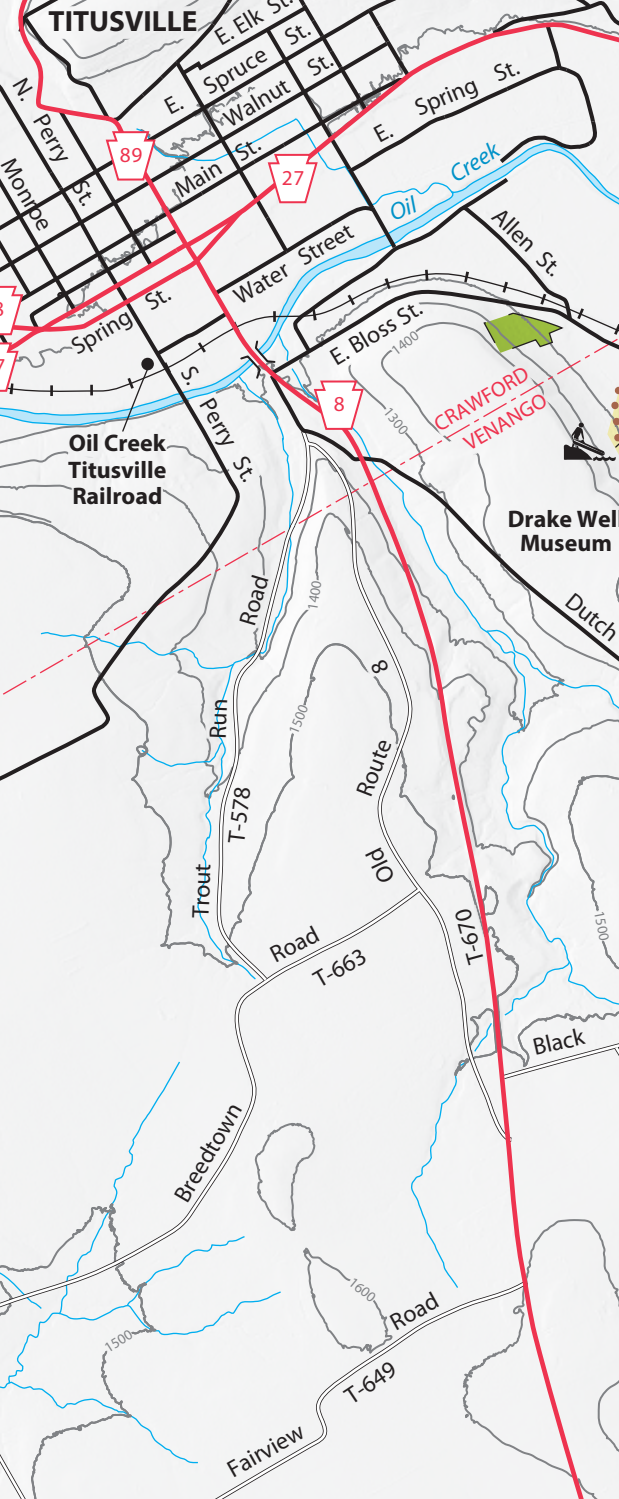 TITUSVILLE
E. Elk St.
E. Spruce St.
Walnut St.
N. Perry St.
Monroe
89
Main St.
27
E. Spring St.
Oil Creek
Allen St.
Water Street
Spring St.
8
7
E. Bloss St.
1400
S. Perry St.
8
1300
CRAWFORD
VENANGO
Oil Creek
Titusville
Railroad
Drake Well
Museum
Dutch
1400
Trout Run Road
T-578
1500
Old Route 8
T-670
1500
Road
T-663
Black
Breedtown
1600
1500
Fairview Road
T-649